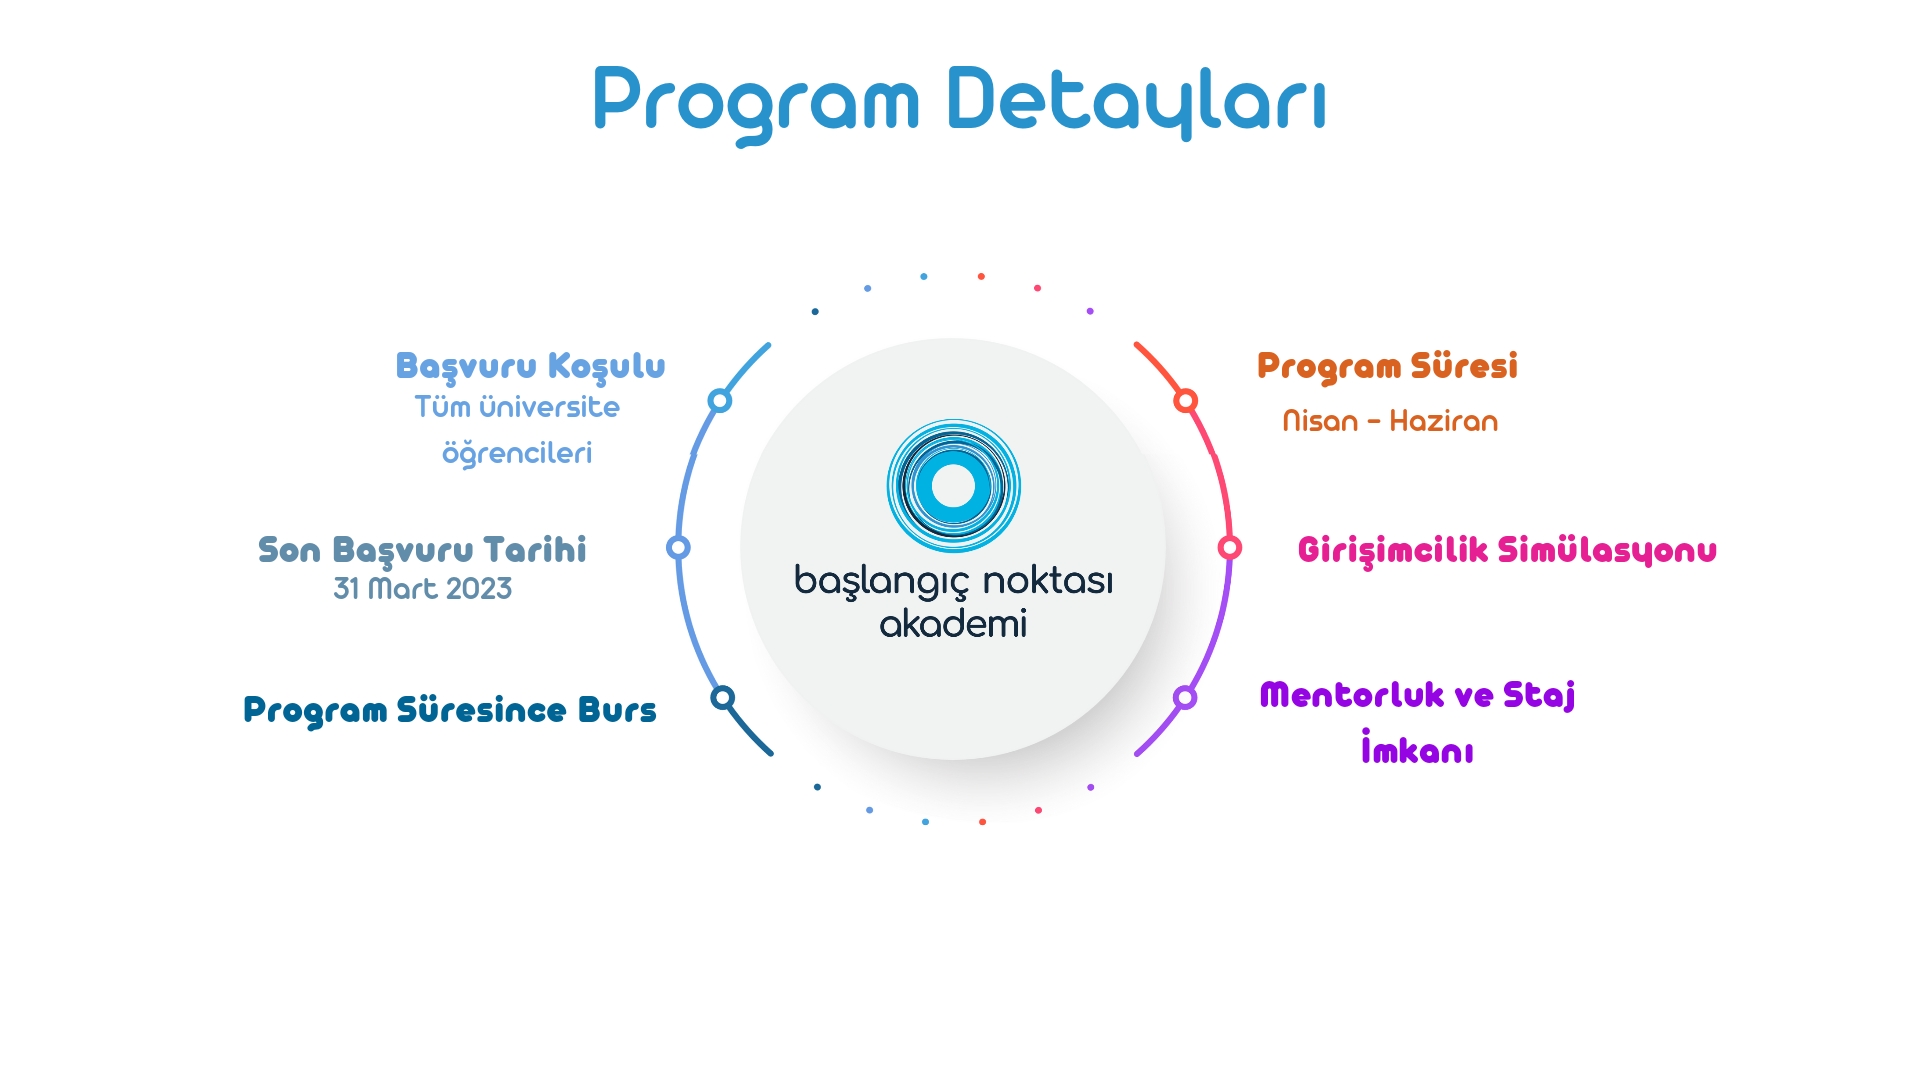 Program Detayları
Başvuru Koşulu
Tüm üniversite
öğrencileri
Son Başvuru Tarihi
31 Mart 2023
Program Süresince Burs
başlangıç noktası
akademi
Program Süresi
Nisan - Haziran
Girişimcilik Simülasyonu
Mentorluk ve Staj
İmkanı